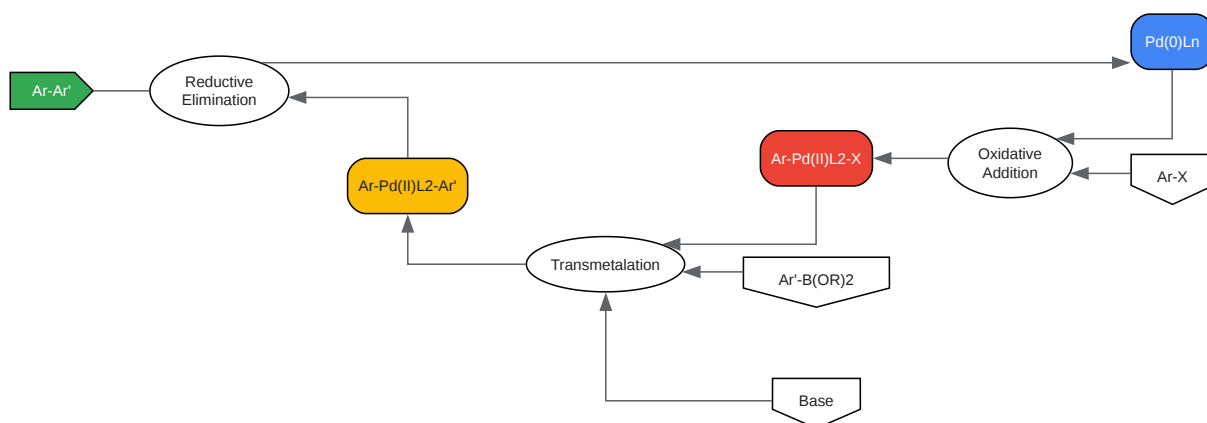 Pd(0)Ln
Reductive
Elimination
Ar-Ar'
Ar-Pd(II)L2-X
Oxidative
Addition
Ar-X
Ar-Pd(II)L2-Ar'
Transmetalation
Ar'-B(OR)2
Base